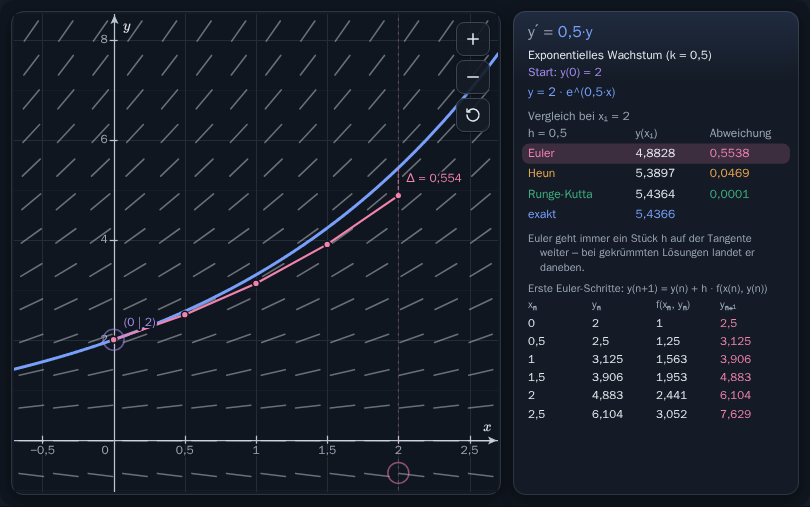 y
8
6
4
2
+
−
Δ = 0,554
(0 | 2)
x
−0,5 0 0,5 1 1,5 2 2,5
y´ = 0,5·y
Exponentielles Wachstum (k = 0,5)
Start: y(0) = 2
y = 2 · e^(0,5·x)
Vergleich bei x₁ = 2
h = 0,5 y(x₁) Abweichung
Euler 4,8828 0,5538
Heun 5,3897 0,0469
Runge-Kutta 5,4364 0,0001
exakt 5,4366
Euler geht immer ein Stück h auf der Tangente
weiter – bei gekrümmten Lösungen landet er
daneben.
Erste Euler-Schritte: y(n+1) = y(n) + h · f(x(n), y(n))
xₙ yₙ f(xₙ, yₙ) yₙ₊₁
0 2 1 2,5
0,5 2,5 1,25 3,125
1 3,125 1,563 3,906
1,5 3,906 1,953 4,883
2 4,883 2,441 6,104
2,5 6,104 3,052 7,629